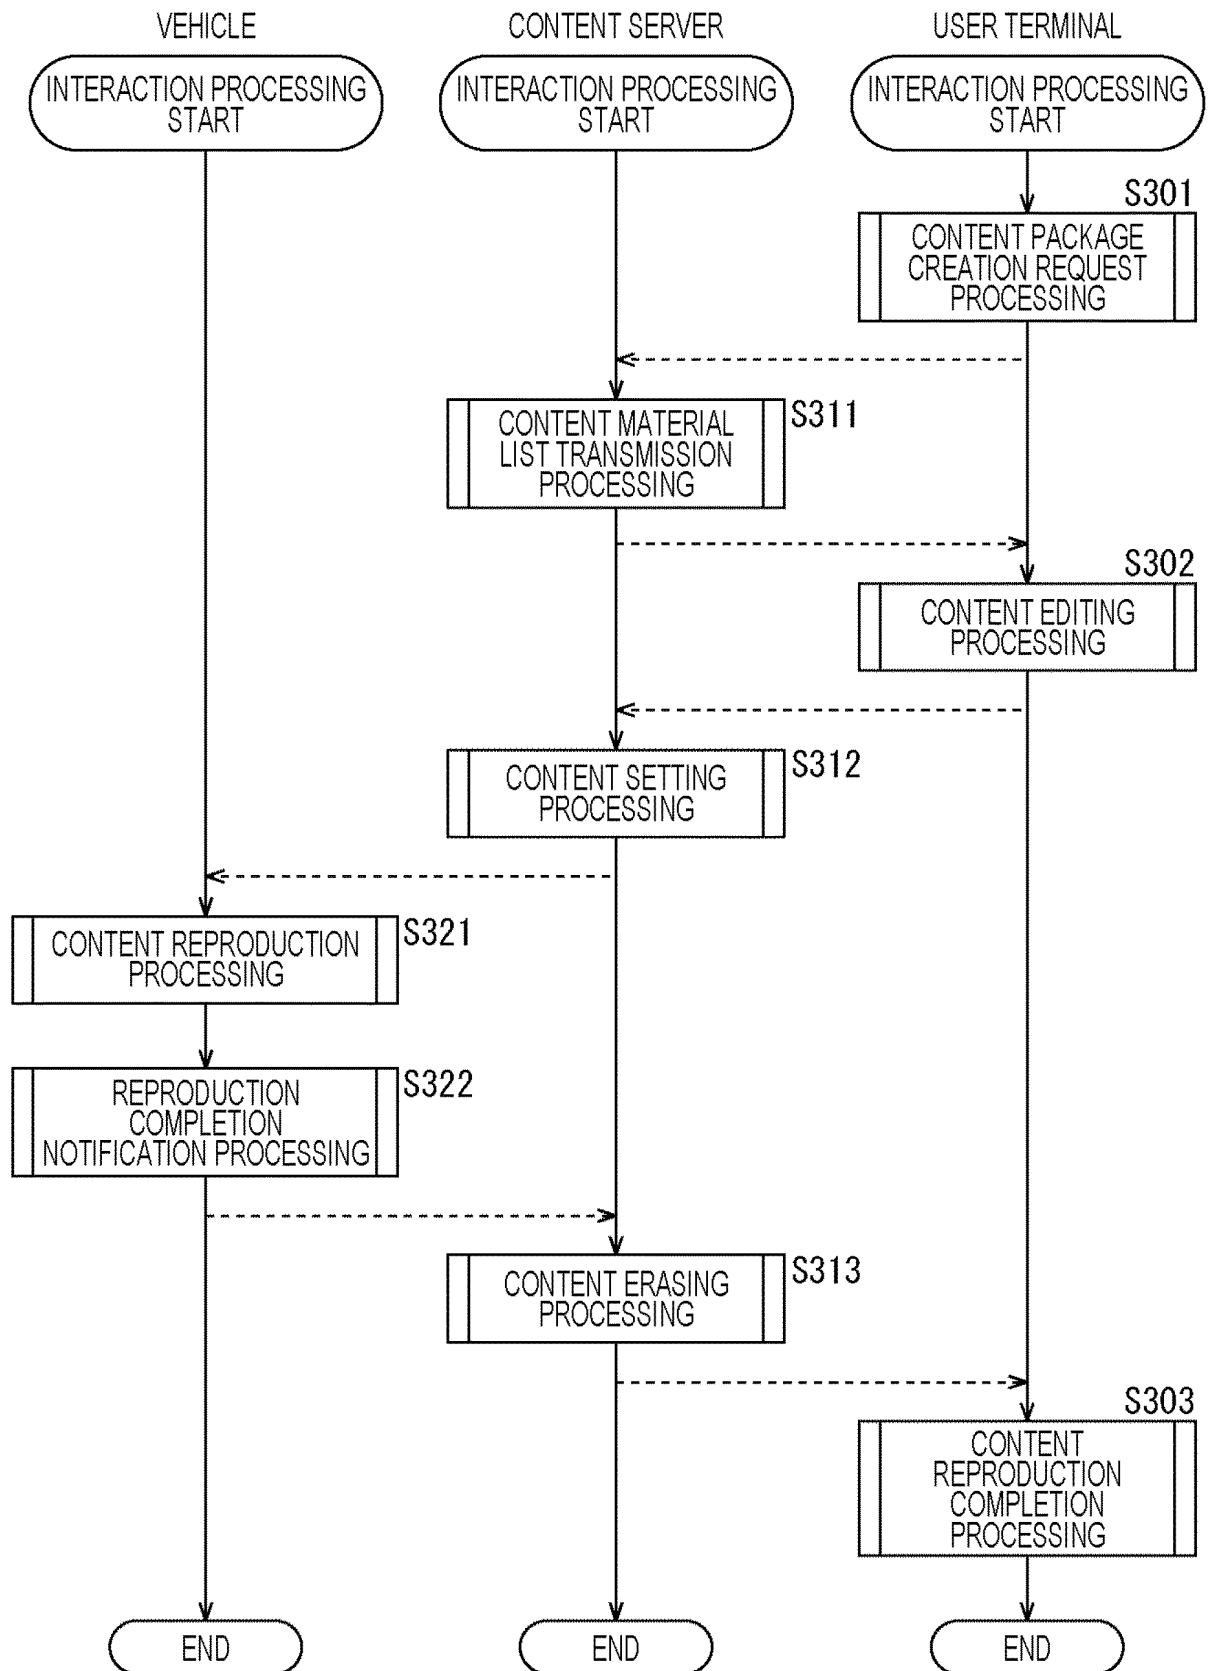 VEHICLE
CONTENT SERVER
USER TERMINAL
INTERACTION PROCESSING
START
INTERACTION PROCESSING
START
INTERACTION PROCESSING
START
S301
CONTENT PACKAGE
CREATION REQUEST
PROCESSING
S311
CONTENT MATERIAL
LIST TRANSMISSION
PROCESSING
S302
CONTENT EDITING
PROCESSING
S312
CONTENT SETTING
PROCESSING
S321
CONTENT REPRODUCTION
PROCESSING
S322
REPRODUCTION
COMPLETION
NOTIFICATION PROCESSING
S313
CONTENT ERASING
PROCESSING
S303
CONTENT
REPRODUCTION
COMPLETION
PROCESSING
END
END
END